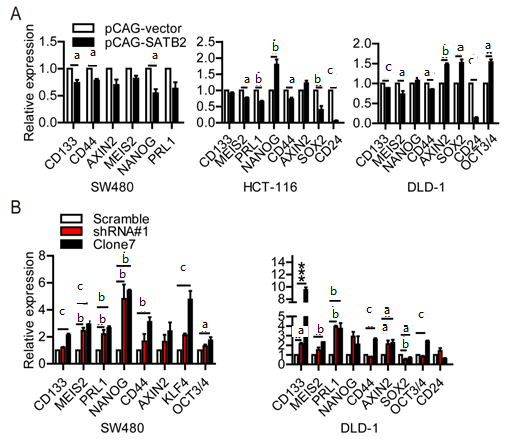 A
pCAG-vector
pCAG-SATB2
Relative expression
1.5
1.0
0.5
0.0
a a a
CD133 CD44 AXIN2 MEIS2 NANOG PRL1
SW480
2.5
2.0
1.5
1.0
0.5
0.0
a b b a b c
CD133 MEIS2 PRL1 NANOG CD44 AXIN2 SOX2 CD24
HCT-116
2.0
1.5
1.0
0.5
0.0
c a a b a c a
CD133 MEIS2 NANOG CD44 AXIN2 SOX2 CD24 OCT3/4
DLD-1
B
Scramble
shRNA#1
Clone7
Relative expression
8
6
4
2
0
c c b b b b b c b c a
CD133 MEIS2 PRL1 NANOG CD44 AXIN2 KLF4 OCT3/4
SW480
14
12
10
8
6
5
4
3
2
1
0
*** a b b b c a a a b c
CD133 MEIS2 PRL1 NANOG CD44 AXIN2 SOX2 OCT3/4 CD24
DLD-1